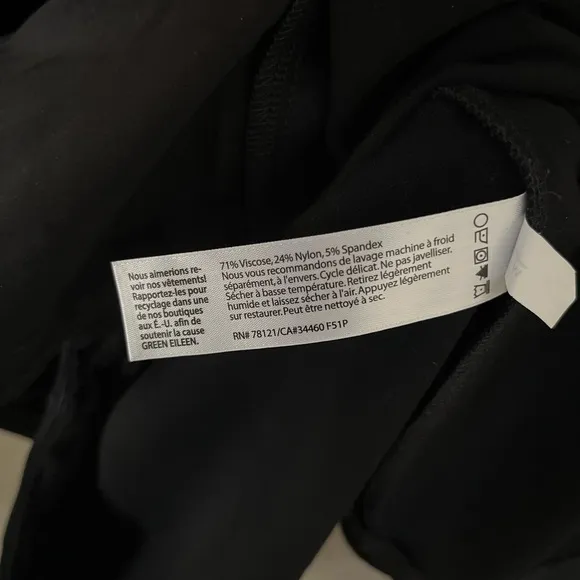 Nous aimerions re-
voir nos vêtements!
Rapportez-les pour
recyclage dans une
de nos boutiques
aux É.-U. afin de
soutenir la cause
GREEN EILEEN.
71% Viscose, 24% Nylon, 5% Spandex
Nous vous recommandons de lavage machine à froid
séparément, à l'envers. Cycle délicat. Ne pas javelliser.
Sécher à basse température. Retirez légèrement
humide et laissez sécher à l'air. Appuyez légèrement
sur restaurer. Peut être nettoyé à sec.
RN# 78121/CA#34460 F51P